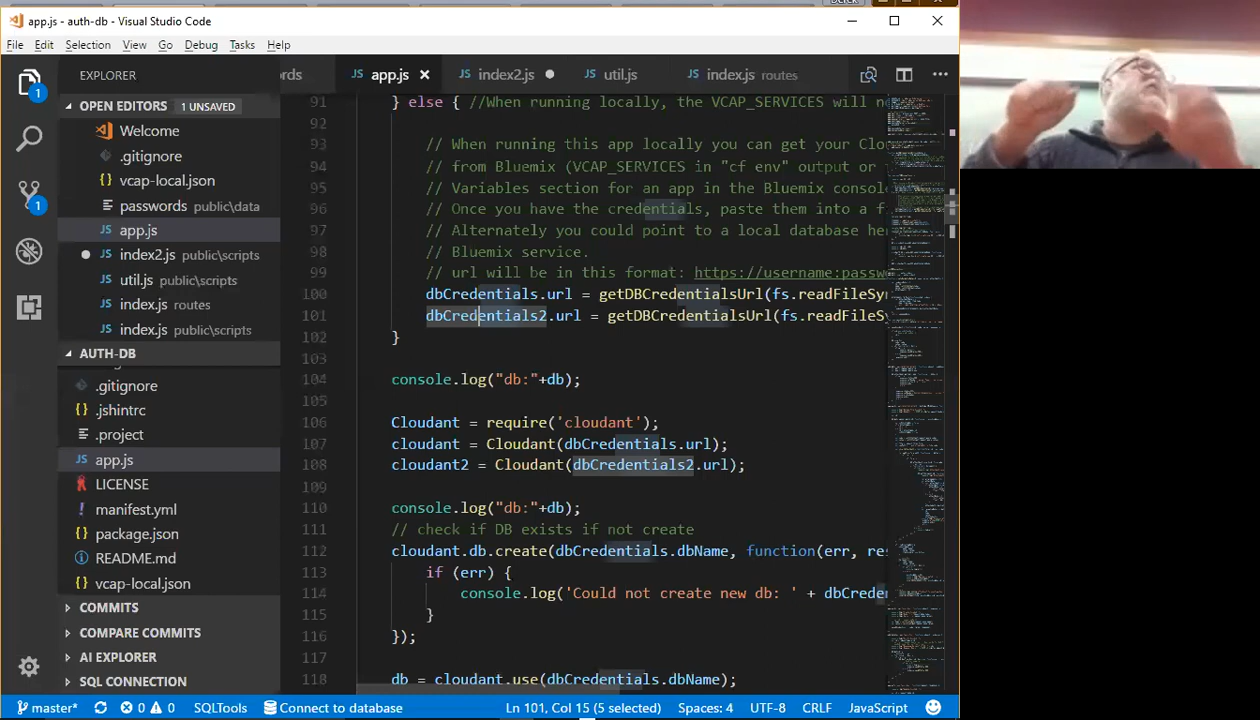 Derek
app.js - auth-db - Visual Studio Code
File Edit Selection View Go Debug Tasks Help
EXPLORER
OPEN EDITORS 1 UNSAVED
Welcome
.gitignore
vcap-local.json
passwords public\data
app.js
index2.js public\scripts
util.js public\scripts
index.js routes
index.js public\scripts
AUTH-DB
.gitignore
.jshintrc
.project
app.js
LICENSE
manifest.yml
package.json
README.md
vcap-local.json
COMMITS
COMPARE COMMITS
AI EXPLORER
SQL CONNECTION
1
1
ords JS app.js JS index2.js JS util.js JS index.js routes
91 } else { //When running locally, the VCAP_SERVICES will
92
93 // When running this app locally you can get your
94 // from Bluemix (VCAP_SERVICES in "cf env" output or
95 // Variables section for an app in the Bluemix console
96 // Once you have the credentials, paste them into a
97 // Alternately you could point to a local database
98 // Bluemix service.
99 // url will be in this format: https://username:passw
100 dbCredentials.url = getDBCredentialsUrl(fs.readFileSy
101 dbCredentials2.url = getDBCredentialsUrl(fs.readFileS
102 }
103
104 console.log("db:"+db);
105
106 Cloudant = require('cloudant');
107 cloudant = Cloudant(dbCredentials.url);
108 cloudant2 = Cloudant(dbCredentials2.url);
109
110 console.log("db:"+db);
111 // check if DB exists if not create
112 cloudant.db.create(dbCredentials.dbName, function(err, res
113 if (err) {
114 console.log('Could not create new db: ' + dbCreden
115 }
116 });
117
118 db = cloudant.use(dbCredentials.dbName);
master* 0 0 SQLTools Connect to database Ln 101, Col 15 (5 selected) Spaces: 4 UTF-8 CRLF JavaScript